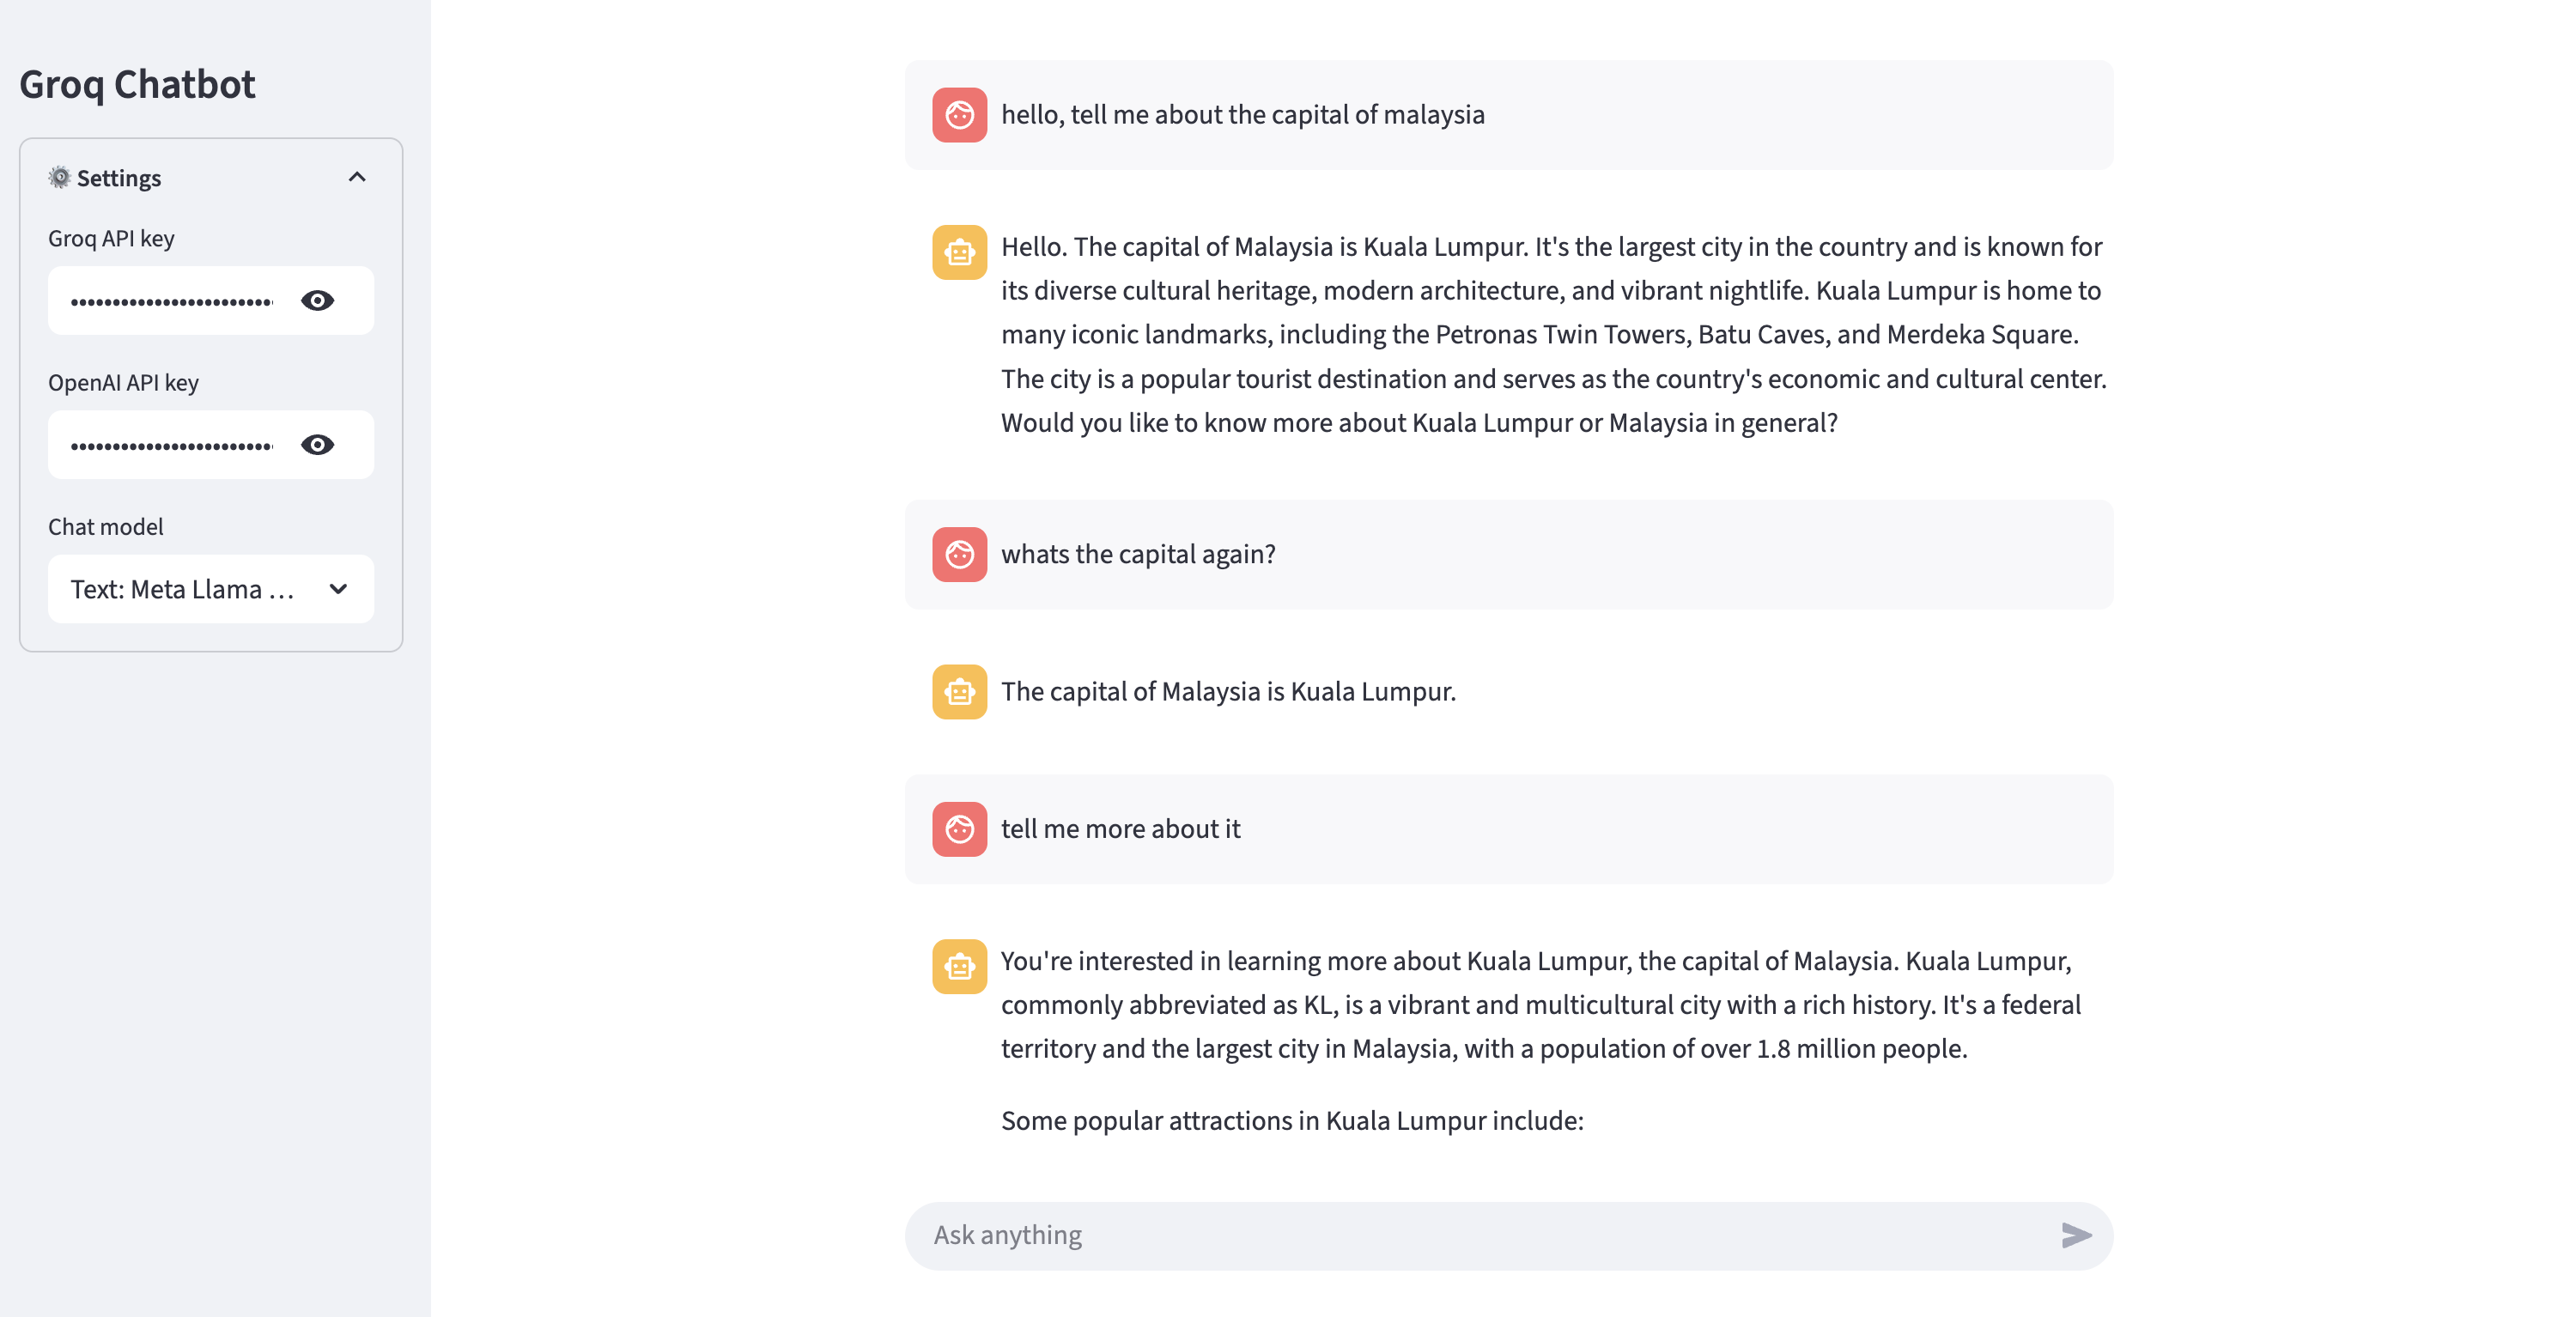 Groq Chatbot
Settings
Groq API key
OpenAI API key
Chat model
Text: Meta Llama ...
hello, tell me about the capital of malaysia
Hello. The capital of Malaysia is Kuala Lumpur. It's the largest city in the country and is known for
its diverse cultural heritage, modern architecture, and vibrant nightlife. Kuala Lumpur is home to
many iconic landmarks, including the Petronas Twin Towers, Batu Caves, and Merdeka Square.
The city is a popular tourist destination and serves as the country's economic and cultural center.
Would you like to know more about Kuala Lumpur or Malaysia in general?
whats the capital again?
The capital of Malaysia is Kuala Lumpur.
tell me more about it
You're interested in learning more about Kuala Lumpur, the capital of Malaysia. Kuala Lumpur,
commonly abbreviated as KL, is a vibrant and multicultural city with a rich history. It's a federal
territory and the largest city in Malaysia, with a population of over 1.8 million people.
Some popular attractions in Kuala Lumpur include:
Ask anything